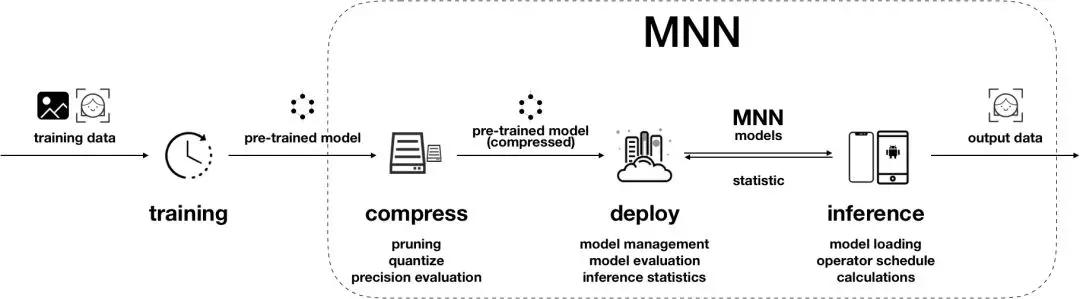 MNN
training data
pre-trained model
pre-trained model
(compressed)
MNN
models
statistic
output data
training
compress
deploy
inference
pruning
quantize
precision evaluation
model management
model evaluation
inference statistics
model loading
operator schedule
calculations